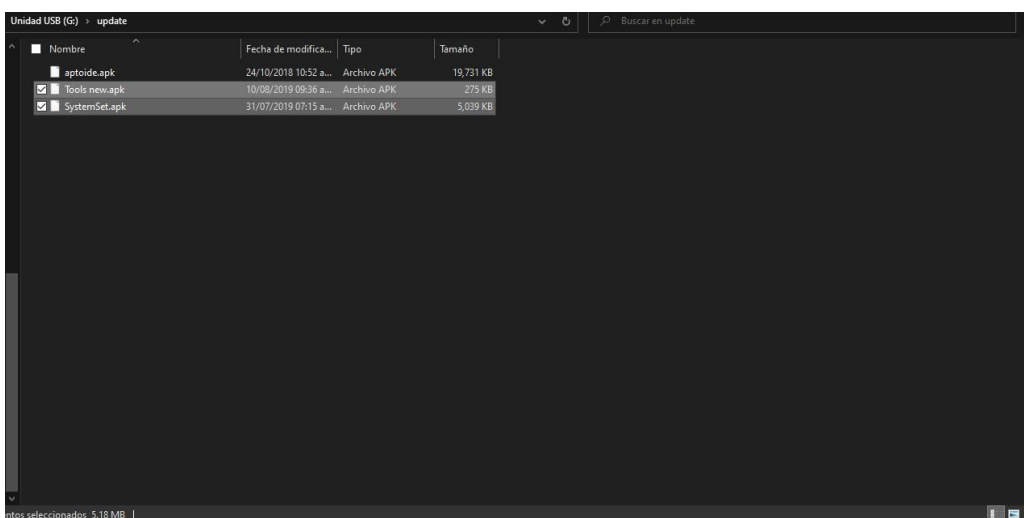 Unidad USB (G:) > update
Buscar en update
Nombre Fecha de modifica... Tipo Tamaño
aptoide.apk 24/10/2018 10:52 a... Archivo APK 19,731 KB
Tools new.apk 10/08/2019 09:36 a... Archivo APK 275 KB
SystemSet.apk 31/07/2019 07:15 a... Archivo APK 5,039 KB
entos seleccionados 5.18 MB